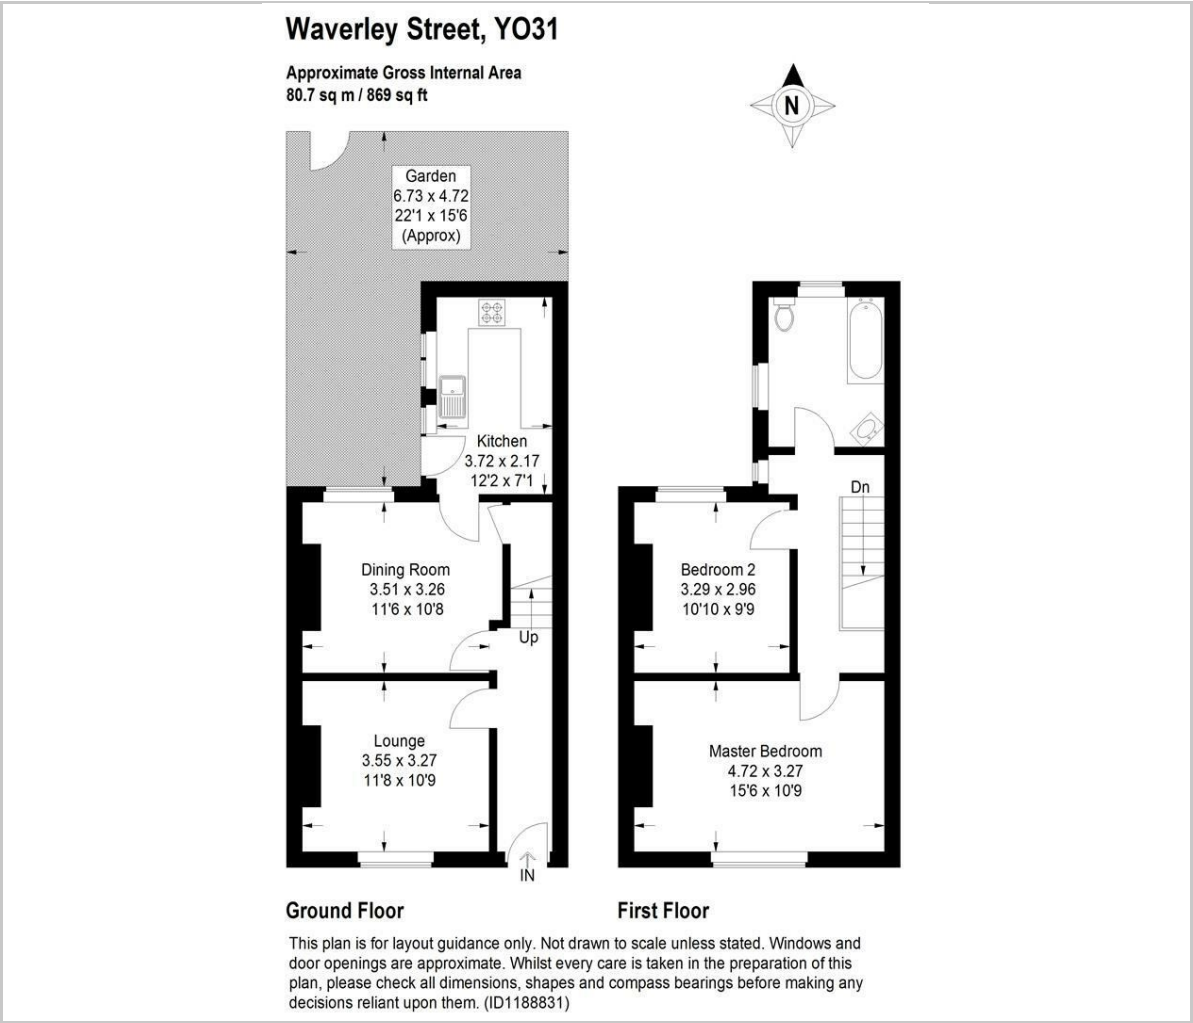 Waverley Street, YO31
Approximate Gross Internal Area
80.7 sq m / 869 sq ft
N
Garden
6.73 x 4.72
22'1 x 15'6
(Approx)
Kitchen
3.72 x 2.17
12'2 x 7'1
Dining Room
3.51 x 3.26
11'6 x 10'8
Up
Lounge
3.55 x 3.27
11'8 x 10'9
IN
Dn
Bedroom 2
3.29 x 2.96
10'10 x 9'9
Master Bedroom
4.72 x 3.27
15'6 x 10'9
Ground Floor
First Floor
This plan is for layout guidance only. Not drawn to scale unless stated. Windows and
door openings are approximate. Whilst every care is taken in the preparation of this
plan, please check all dimensions, shapes and compass bearings before making any
decisions reliant upon them. (ID1188831)